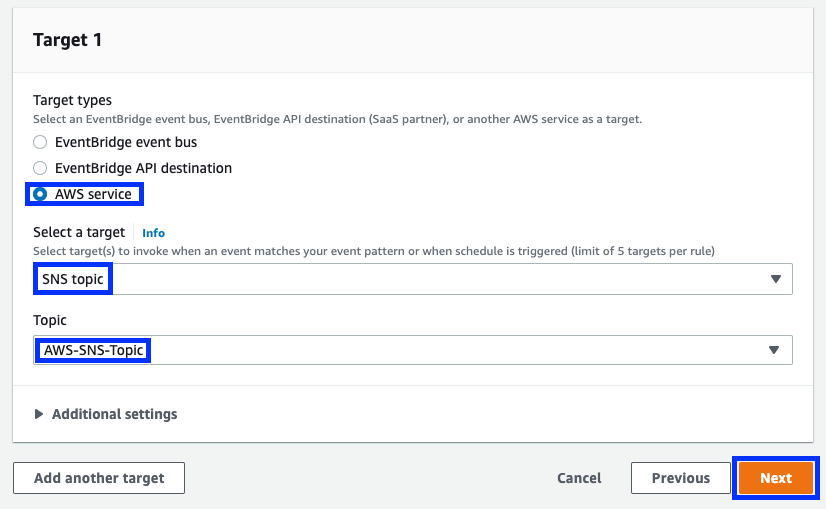 Target 1
Target types
Select an EventBridge event bus, EventBridge API destination (SaaS partner), or another AWS service as a target.
EventBridge event bus
EventBridge API destination
AWS service
Select a target Info
Select target(s) to invoke when an event matches your event pattern or when schedule is triggered (limit of 5 targets per rule)
SNS topic
Topic
AWS-SNS-Topic
Additional settings
Add another target Cancel Previous Next